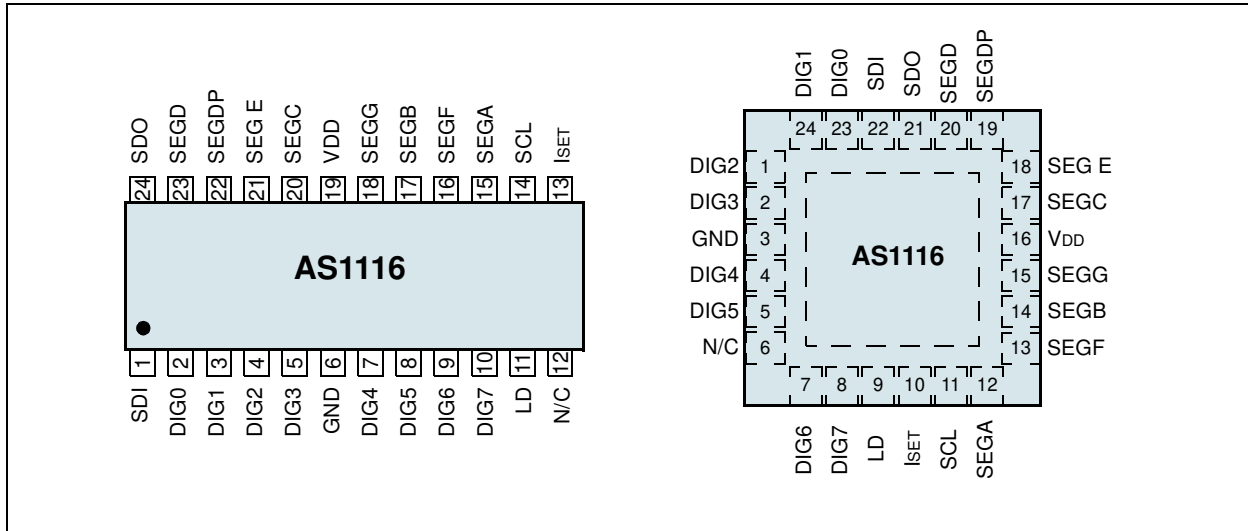 SDO SEGD SEGDP SEG E SEGC VDD SEGG SEGB SEGF SEGA SCL ISET
24 23 22 21 20 19 18 17 16 15 14 13
AS1116
1 2 3 4 5 6 7 8 9 10 11 12
SDI DIG0 DIG1 DIG2 DIG3 GND DIG4 DIG5 DIG6 DIG7 LD N/C
DIG1 DIG0 SDI SDO SEGD SEGDP
24 23 22 21 20 19
DIG2 1 18 SEG E
DIG3 2 17 SEGC
GND 3 16 VDD
AS1116
DIG4 4 15 SEGG
DIG5 5 14 SEGB
N/C 6 13 SEGF
7 8 9 10 11 12
DIG6 DIG7 LD ISET SCL SEGA